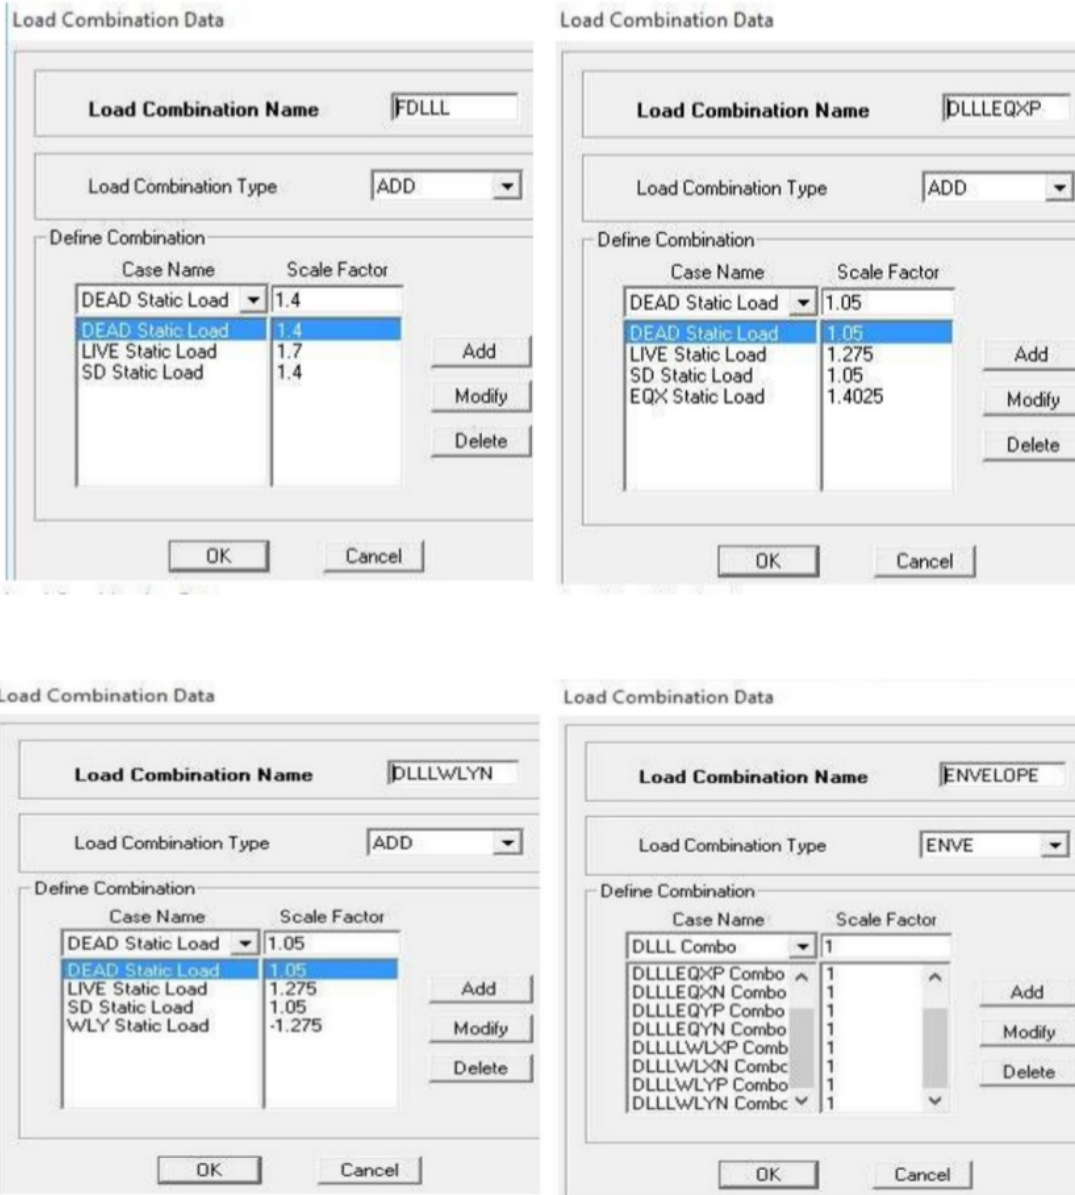 Load Combination Data
Load Combination Name FDLLL
Load Combination Type ADD
Define Combination
Case Name Scale Factor
DEAD Static Load 1.4
DEAD Static Load 1.4
LIVE Static Load 1.7
SD Static Load 1.4
Add
Modify
Delete
OK Cancel
Load Combination Data
Load Combination Name DLLLEQXP
Load Combination Type ADD
Define Combination
Case Name Scale Factor
DEAD Static Load 1.05
DEAD Static Load 1.05
LIVE Static Load 1.275
SD Static Load 1.05
EQX Static Load 1.4025
Add
Modify
Delete
OK Cancel
Load Combination Data
Load Combination Name DLLLWLYN
Load Combination Type ADD
Define Combination
Case Name Scale Factor
DEAD Static Load 1.05
DEAD Static Load 1.05
LIVE Static Load 1.275
SD Static Load 1.05
WLY Static Load -1.275
Add
Modify
Delete
OK Cancel
Load Combination Data
Load Combination Name ENVELOPE
Load Combination Type ENVE
Define Combination
Case Name Scale Factor
DLLL Combo 1
DLLLEQXP Combo 1
DLLLEQXN Combo 1
DLLLEQYP Combo 1
DLLLEQYN Combo 1
DLLLLWLXP Comb 1
DLLLWLXN Combc 1
DLLLWLYP Combo 1
DLLLWLYN Combc 1
Add
Modify
Delete
OK Cancel